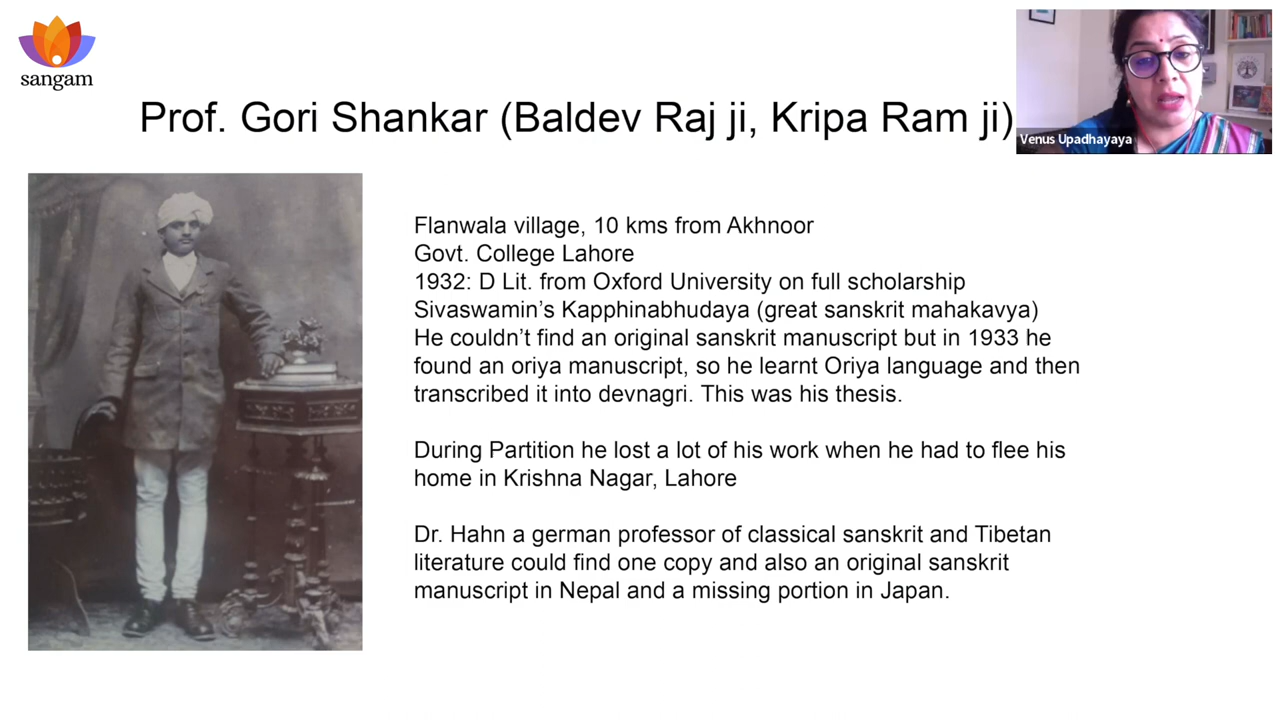 sangam
Prof. Gori Shankar (Baldev Raj ji, Kripa Ram ji)
Venus Upadhayaya
Flanwala village, 10 kms from Akhnoor
Govt. College Lahore
1932: D Lit. from Oxford University on full scholarship
Sivaswamin's Kapphinabhudaya (great sanskrit mahakavya)
He couldn't find an original sanskrit manuscript but in 1933 he
found an oriya manuscript, so he learnt Oriya language and then
transcribed it into devnagri. This was his thesis.
During Partition he lost a lot of his work when he had to flee his
home in Krishna Nagar, Lahore
Dr. Hahn a german professor of classical sanskrit and Tibetan
literature could find one copy and also an original sanskrit
manuscript in Nepal and a missing portion in Japan.